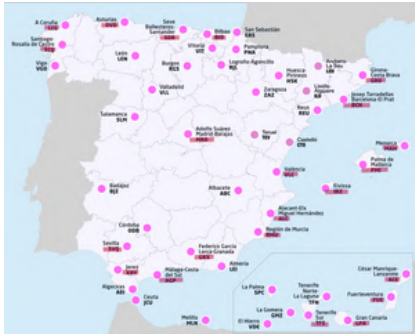 A Coruña
LCG
Santiago
Rosalía de Castro
SCQ
Vigo
VGO
Asturias
OVD
Seve
Ballesteros-
Santander
SDR
Bilbao
BIO
San Sebastián
EAS
Vitoria
VIT
Pamplona
PNA
León
LEN
Burgos
RGS
Logroño-Agoncillo
RJL
Huesca-
Pirineos
HSK
Andorra-
La Seu
LEU
Girona-
Costa Brava
GRO
Valladolid
VLL
Zaragoza
ZAZ
Lleida-
Alguaire
Josep Tarradellas
Barcelona-El Prat
BCN
Reus
REU
Salamanca
SLM
Adolfo Suárez
Madrid-Barajas
MAD
Teruel
TEV
Castelló
Menorca
MAH
Palma de
Mallorca
PMI
Valencia
VLC
Eivissa
IBZ
Badajoz
BJZ
Albacete
ABC
Alacant-Elx
Miguel Hernández
ALC
Córdoba
ODB
Región de Murcia
RMU
Sevilla
SVQ
Federico García
Lorca-Granada
GRX
Jerez
XRY
Málaga-Costa del
Sol
AGP
Almería
LEI
Algeciras
AEI
Ceuta
JCU
Melilla
MLN
César Manrique-
Lanzarote
ACE
La Palma
SPC
Tenerife
Norte-
La Laguna
TFN
Fuerteventura
FUE
La Gomera
GMZ
Tenerife
Sur
TFS
El Hierro
VDE
Gran Canaria
LPA